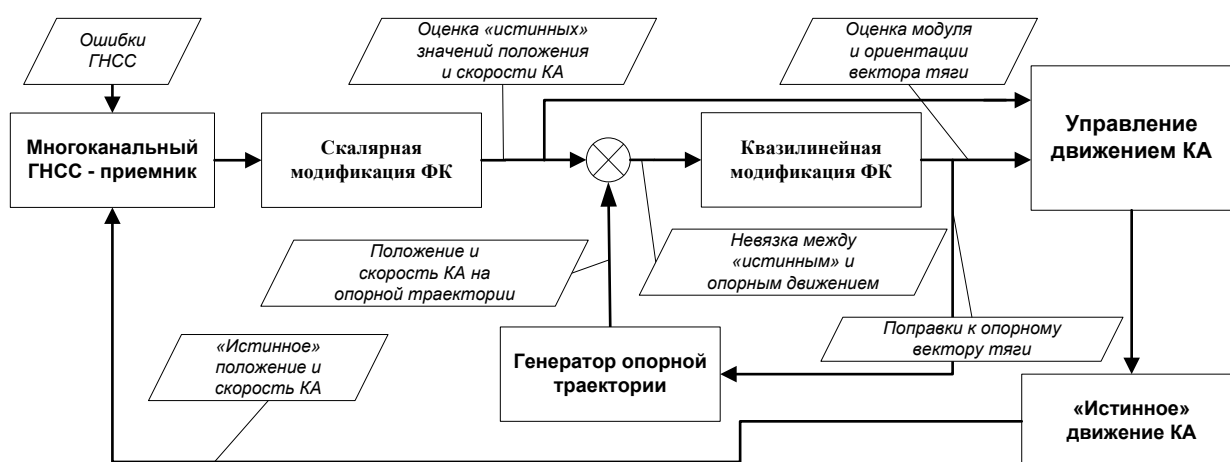 Ошибки
ГНСС
Оценка «истинных»
значений положения
и скорости КА
Оценка модуля
и ориентации
вектора тяги
Многоканальный
ГНСС - приемник
Скалярная
модификация ФК
Квазилинейная
модификация ФК
Управление
движением КА
Положение и
скорость КА на
опорной траектории
Невязка между
«истинным» и
опорным движением
«Истинное»
положение и
скорость КА
Генератор опорной
траектории
Поправки к опорному
вектору тяги
«Истинное»
движение КА